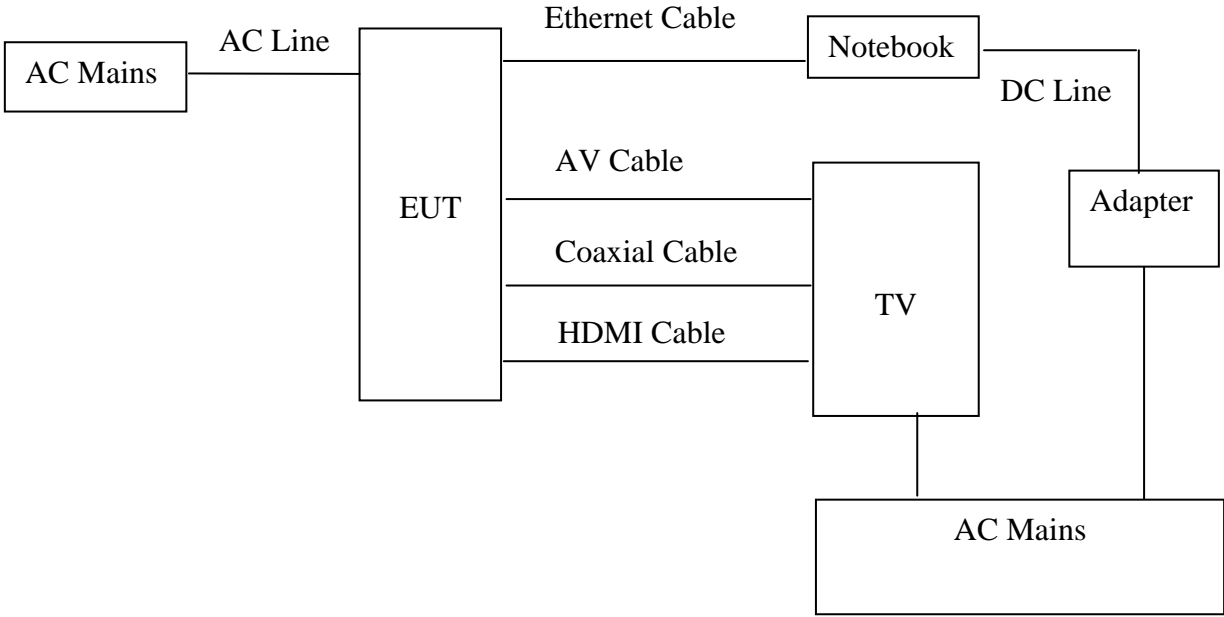 Ethernet Cable
AC Line
Notebook
AC Mains
DC Line
AV Cable
Adapter
EUT
Coaxial Cable
TV
HDMI Cable
AC Mains